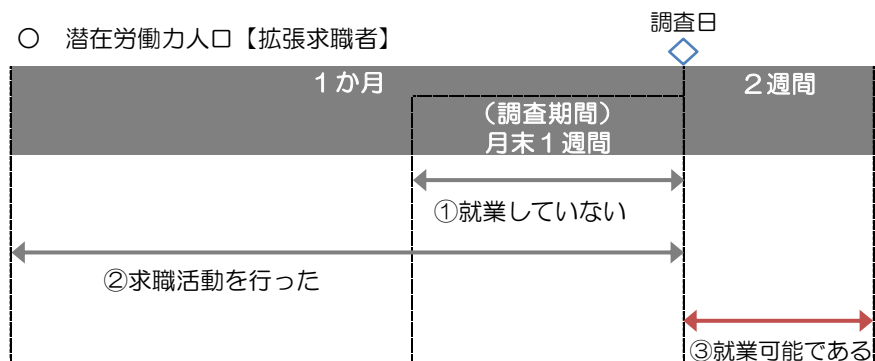 調査日
○ 潜在労働力人口【拡張求職者】
1か月
2週間
(調査期間)
月末1週間
①就業していない
②求職活動を行った
③就業可能である